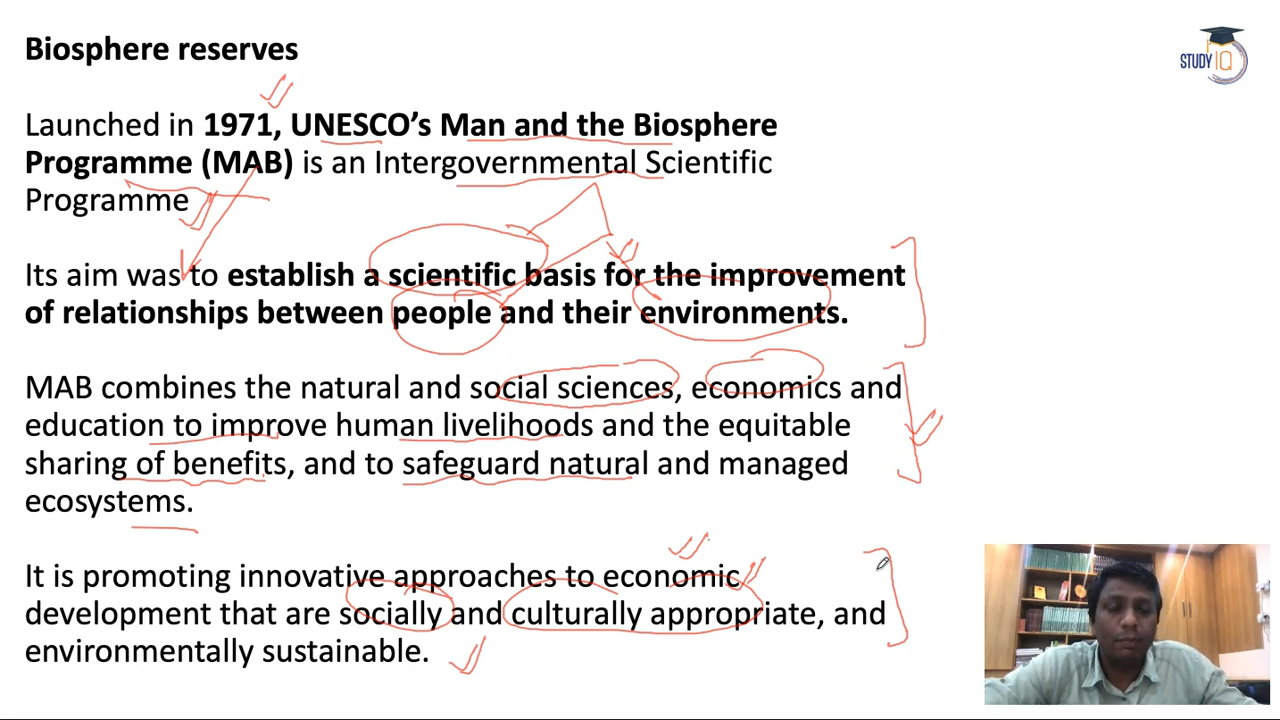 Biosphere reserves
STUDY IQ
Launched in 1971, UNESCO's Man and the Biosphere
Programme (MAB) is an Intergovernmental Scientific
Programme
Its aim was to establish a scientific basis for the improvement
of relationships between people and their environments.
MAB combines the natural and social sciences, economics and
education to improve human livelihoods and the equitable
sharing of benefits, and to safeguard natural and managed
ecosystems.
It is promoting innovative approaches to economic
development that are socially and culturally appropriate, and
environmentally sustainable.